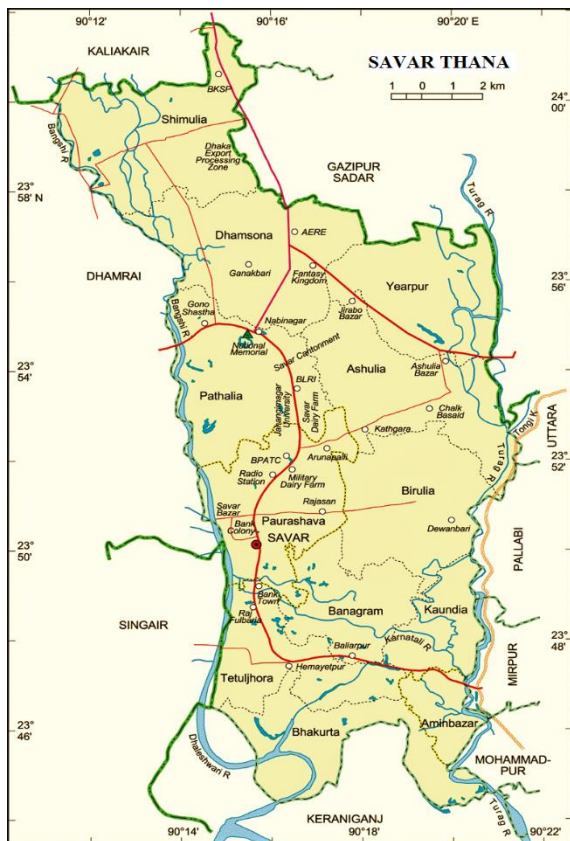 90°12'
90°16'
90°20' E
KALIAKAIR
SAVAR THANA
1 0 1 2 km
BKSP
24°
00'
Shimulia
Bangshi R
Dhaka
Export
Processing
Zone
GAZIPUR
SADAR
23°
58' N
Turag R
Dhamsona
AERE
DHAMRAI
Ganakbari
Fantasy
Kingdom
Yearpur
23°
56'
Jirabo
Bazar
Bangshi R
Gono
Shastha
Nabinagar
National
Memorial
Savar Cantonment
23°
54'
Ashulia
Ashulia
Bazar
BLRI
Pathalia
Jahangirnagar
University
Savar
Dairy Farm
Chalk
Basaid
Kathgara
Tongi K
UTTARA
BPATC
Arunapalli
23°
52'
Radio
Station
Military
Dairy Farm
Turag R
Birulia
Savar
Bazar
Rajasan
Paurashava
Dewanbari
Bank
Colony
SAVAR
23°
50'
PALLABI
Bank
Town
Banagram
Kaundia
Raj
Fulbaria
Karnatali R
SINGAIR
23°
48'
Baliarpur
MIRPUR
Hemayetpur
Tetuljhora
23°
46'
Aminbazar
Bhakurta
Dhaleshwari R
MOHAMMAD-
PUR
KERANIGANJ
Turag R
90°14'
90°18'
90°22'